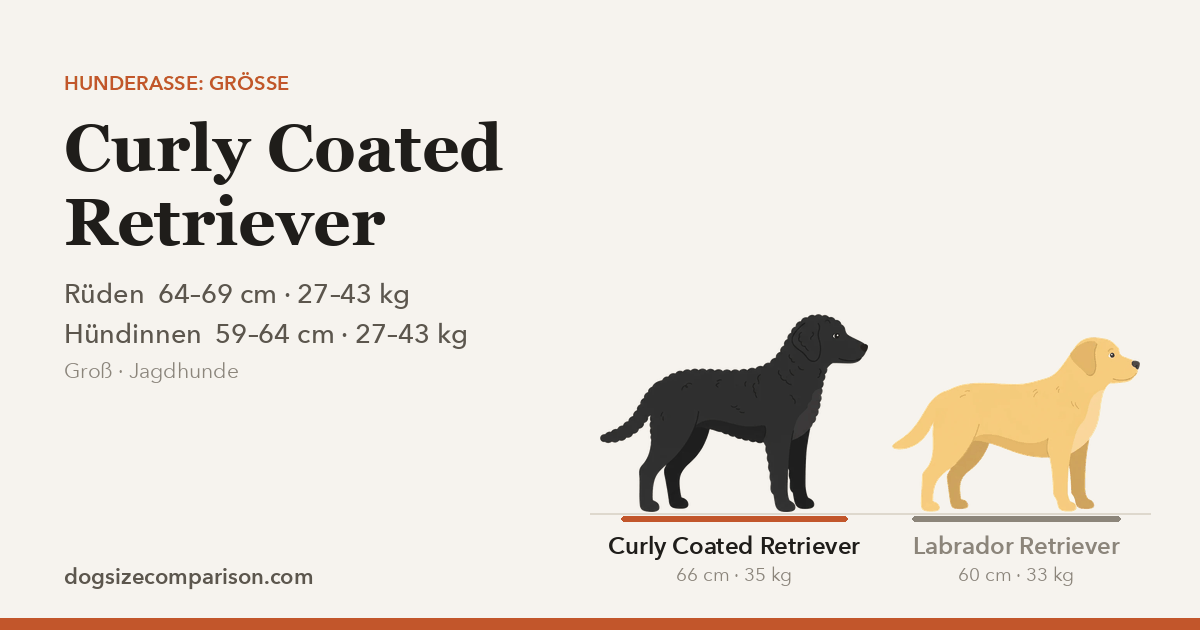 HUNDERASSE: GRÖSSE
Curly Coated
Retriever
Rüden 64–69 cm · 27–43 kg
Hündinnen 59–64 cm · 27–43 kg
Groß · Jagdhunde
Curly Coated Retriever
66 cm · 35 kg
Labrador Retriever
60 cm · 33 kg
dogsizecomparison.com